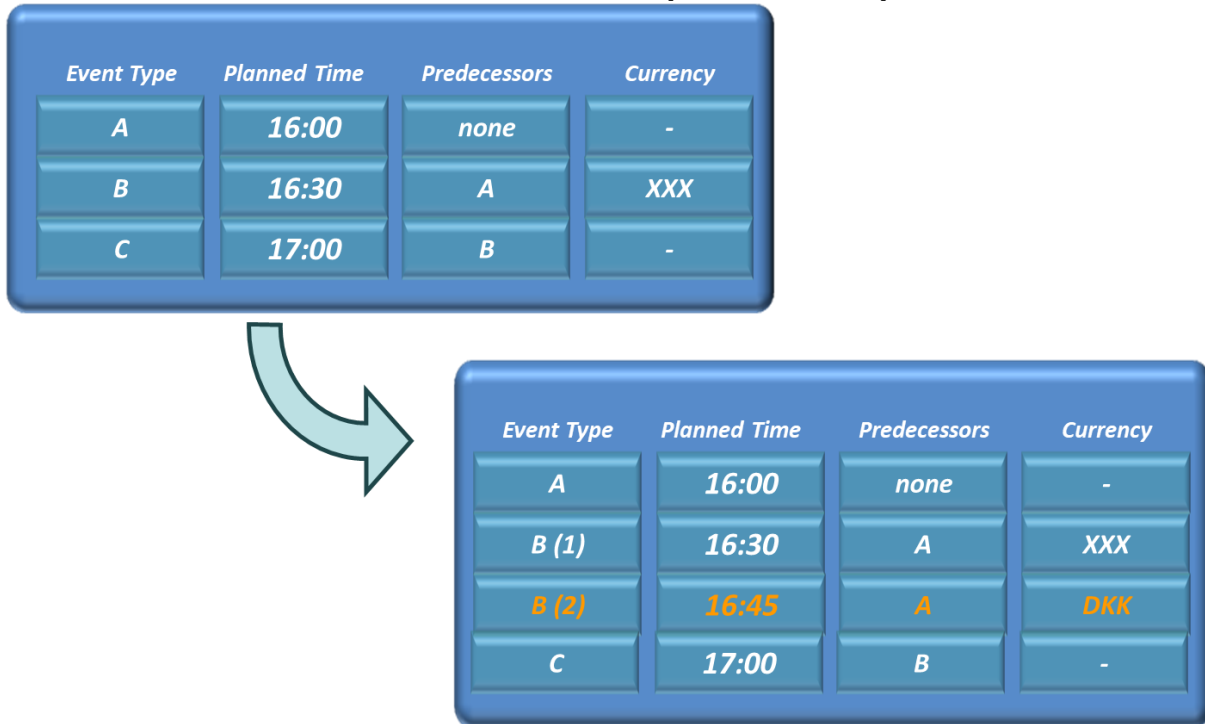 Event Type Planned Time Predecessors Currency
A 16:00 none -
B 16:30 A XXX
C 17:00 B -
Event Type Planned Time Predecessors Currency
A 16:00 none -
B (1) 16:30 A XXX
B (2) 16:45 A DKK
C 17:00 B -